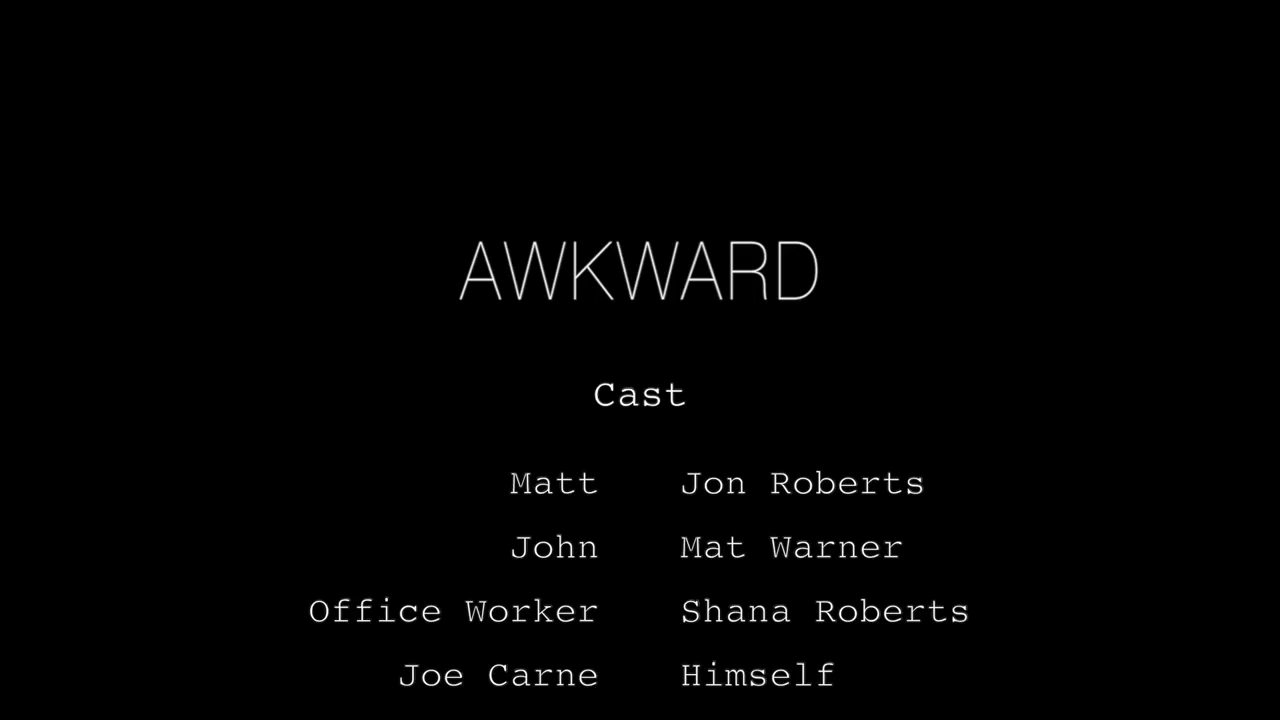 AWKWARD
Cast
Matt Jon Roberts
John Mat Warner
Office Worker Shana Roberts
Joe Carne Himself